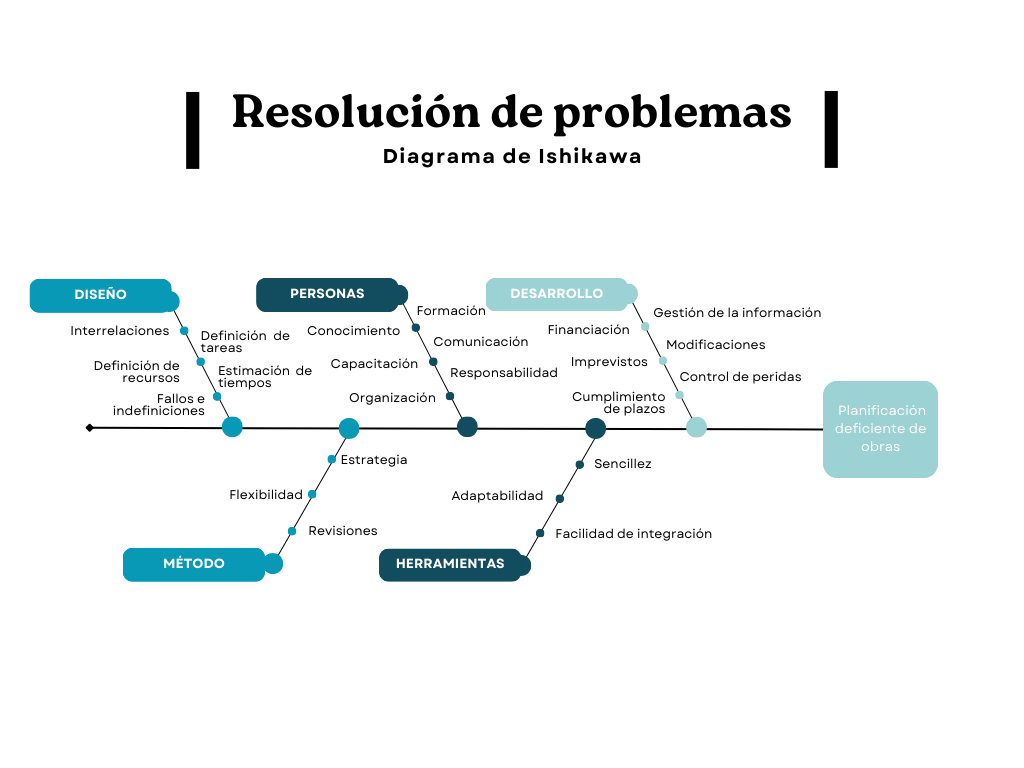 Resolución de problemas
Diagrama de Ishikawa
DISEÑO
Interrelaciones
Definición de
tareas
Definición de
recursos
Estimación de
tiempos
Fallos e
indefiniciones
PERSONAS
Formación
Conocimiento
Comunicación
Capacitación
Responsabilidad
Organización
DESARROLLO
Gestión de la información
Financiación
Modificaciones
Imprevistos
Control de peridas
Cumplimiento
de plazos
Planificación
deficiente de
obras
Estrategia
Flexibilidad
Revisiones
MÉTODO
Sencillez
Adaptabilidad
Facilidad de integración
HERRAMIENTAS